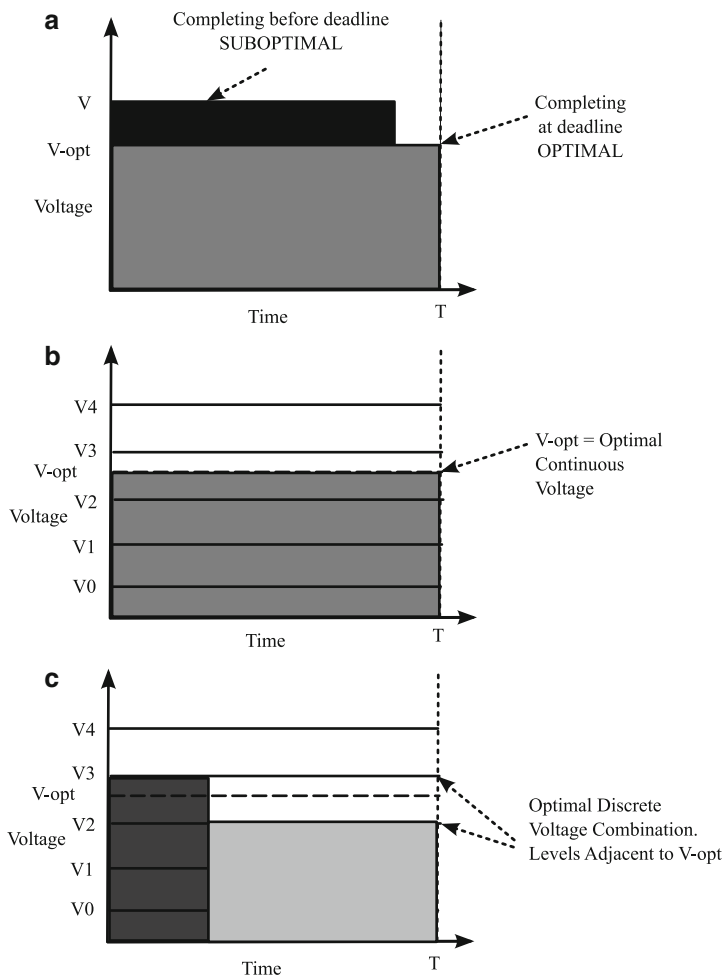 a
Completing before deadline
SUBOPTIMAL
V
V-opt
Voltage
Completing
at deadline
OPTIMAL
Time
T
b
V4
V3
V-opt
Voltage
V2
V1
V0
V-opt = Optimal
Continuous
Voltage
Time
T
c
V4
V3
V-opt
V2
Voltage
V1
V0
Optimal Discrete
Voltage Combination.
Levels Adjacent to V-opt
Time
T